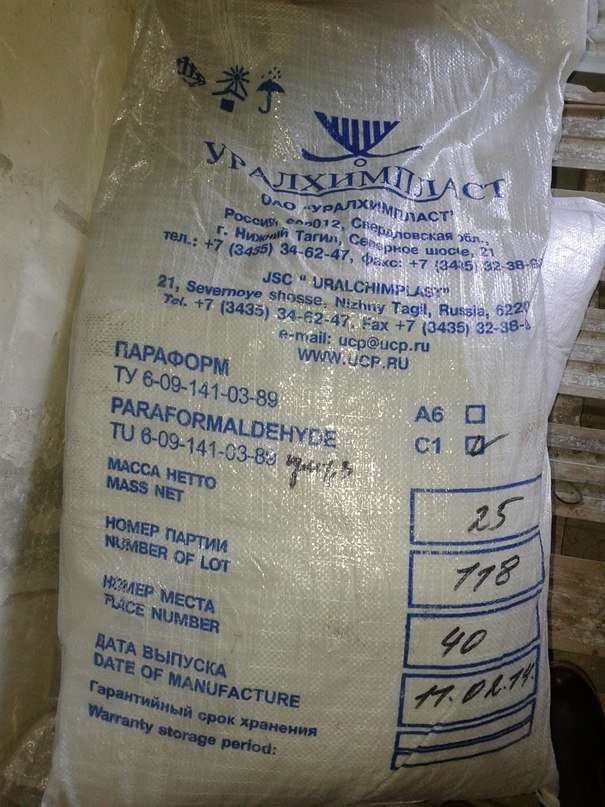 УРАЛХИМПЛАСТ
ОАО "УРАЛХИМПЛАСТ"
Россия, Свердловская обл.,
г. Нижний Тагил, Северное шоссе, 21
тел.: +7 (3435) 34-62-47, факс: +7 (3435) 32-38-
JSC "URALCHIMPLAST"
21, Severnoye shosse, Nizhny Tagil, Russia, 6220
Tel. +7 (3435) 34-62-47, Fax +7 (3435) 32-38-
e-mail: ucp@ucp.ru
WWW.UCP.RU
ПАРАФОРМ
ТУ 6-09-141-03-89
PARAFORMALDEHYDE
TU 6-09-141-03-89
А6
С1
МАССА НЕТТО
MASS NET
25
НОМЕР ПАРТИИ
NUMBER OF LOT
118
НОМЕР МЕСТА
PLACE NUMBER
40
ДАТА ВЫПУСКА
DATE OF MANUFACTURE
11.02.14.
Гарантийный срок хранения
Warranty storage period: